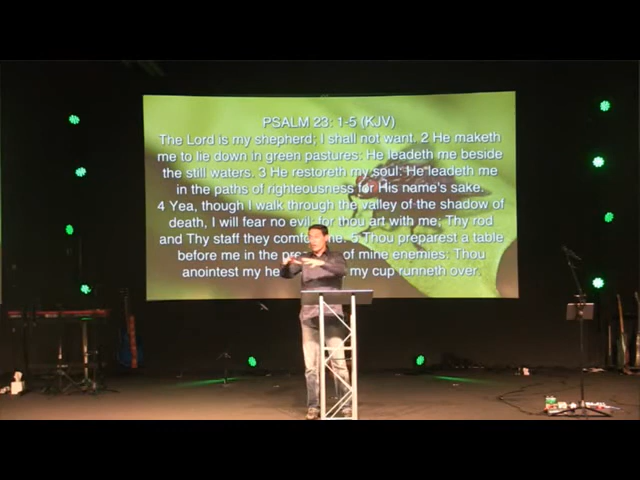 PSALM 23: 1-5 (KJV)
The Lord is my shepherd; I shall not want. 2 He maketh
me to lie down in green pastures: He leadeth me beside
the still waters. 3 He restoreth my soul: He leadeth me
in the paths of righteousness for His name's sake.
4 Yea, though I walk through the valley of the shadow of
death, I will fear no evil: for thou art with me; Thy rod
and Thy staff they comfo me. 5 Thou preparest a table
before me in the pre of mine enemies: Thou
anointest my he my cup runneth over.